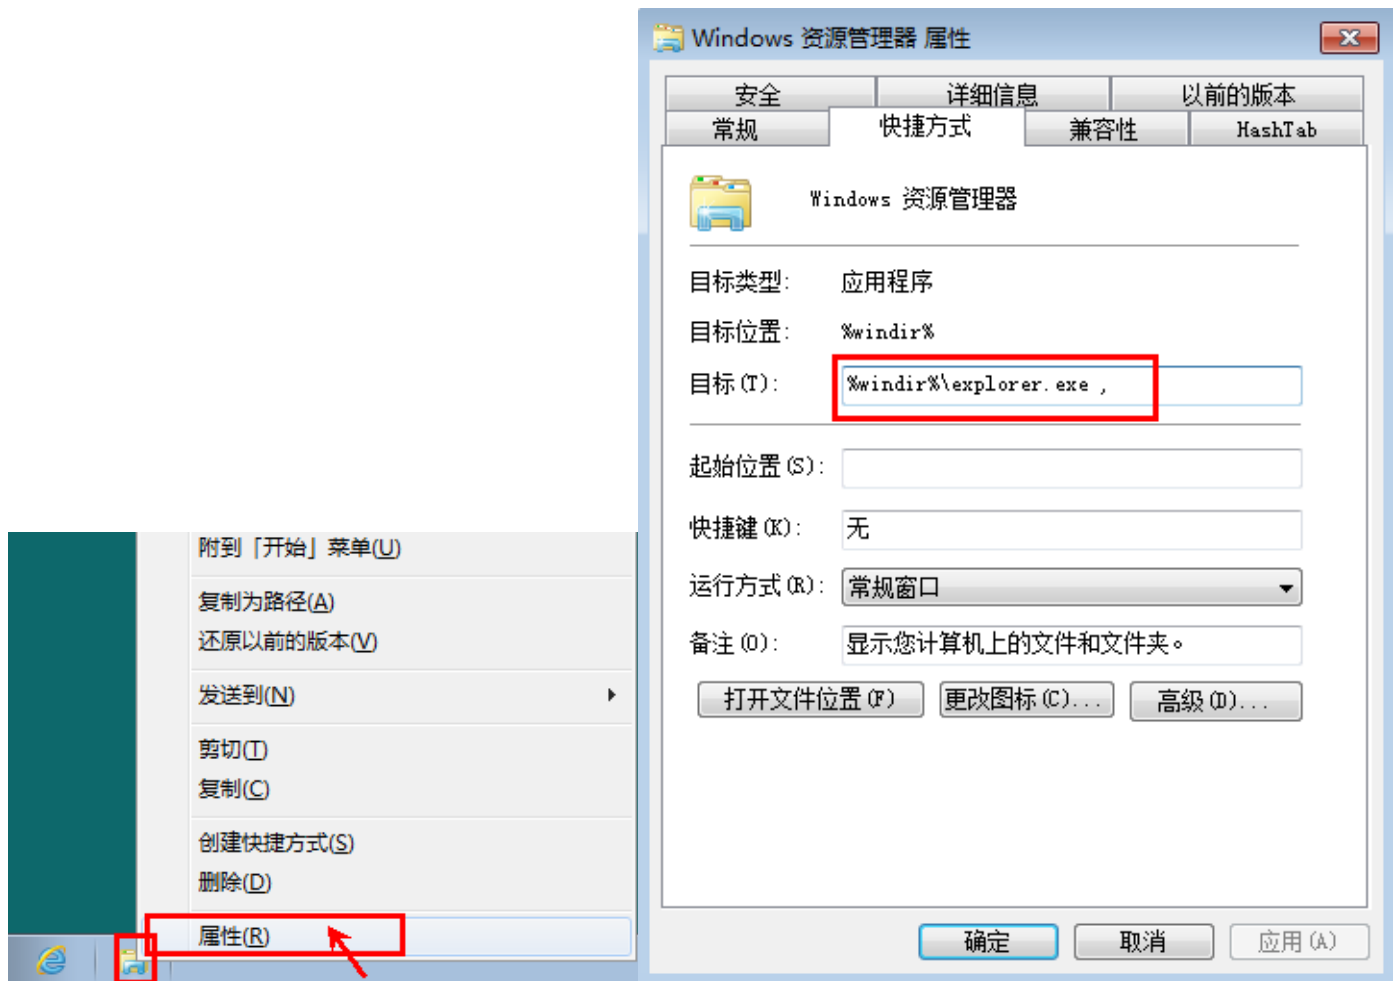 Windows 资源管理器 属性
安全 详细信息 以前的版本
常规 快捷方式 兼容性 HashTab
Windows 资源管理器
目标类型: 应用程序
目标位置: %windir%
目标(T): %windir%\explorer.exe ,
起始位置(S):
快捷键(K): 无
运行方式(R): 常规窗口
备注(O): 显示您计算机上的文件和文件夹。
打开文件位置(F) 更改图标(C)... 高级(D)...
确定 取消 应用(A)
附到「开始」菜单(U)
复制为路径(A)
还原以前的版本(V)
发送到(N)
剪切(T)
复制(C)
创建快捷方式(S)
删除(D)
属性(R)